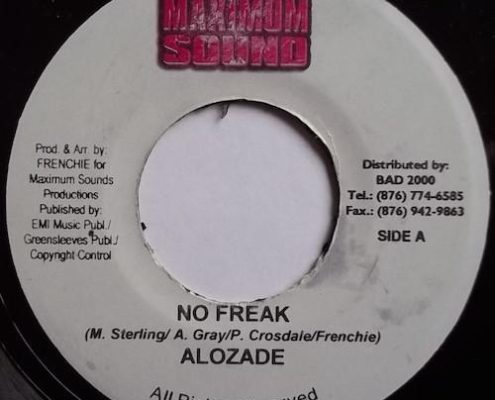 MAXIMUM
SOUND
Prod. & Arr. by:
FRENCHIE for
Maximum Sounds
Productions
Published by:
EMI Music Publ./
Greensleeves Publ./
Copyright Control
Distributed by:
BAD 2000
Tel.: (876) 774-6585
Fax.: (876) 942-9863
SIDE A
NO FREAK
(M. Sterling/ A. Gray/P. Crosdale/Frenchie)
ALOZADE
All